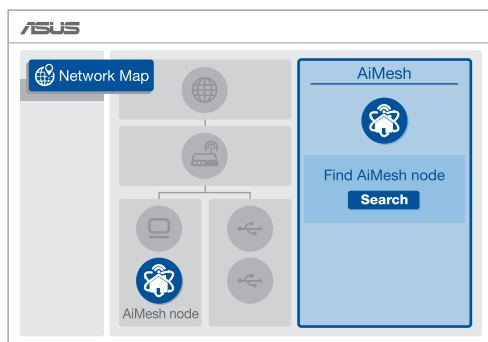 ASUS
Network Map
AiMesh
Find AiMesh node
Search
AiMesh node